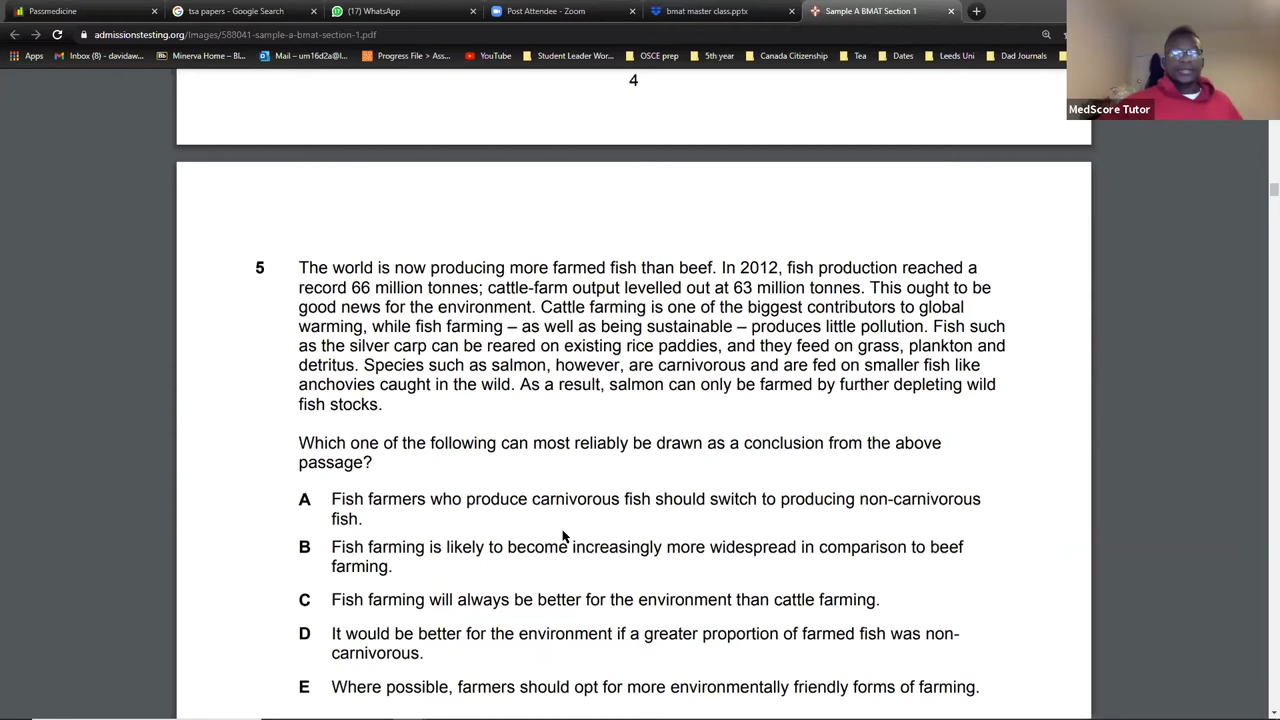 Passmedicine
tsa papers - Google Search
(17) WhatsApp
Post Attendee - Zoom
bmat master class.pptx
Sample A BMAT Section 1
admissionstesting.org/Images/588041-sample-a-bmat-section-1.pdf
Apps
Inbox (8) - davidaw...
Minerva Home – Bl...
Mail – um16d2a@l...
Progress File > Ass...
YouTube
Student Leader Wor...
OSCE prep
5th year
Canada Citizenship
Tea
Dates
Leeds Uni
Dad Journals
MedScore Tutor
4
5 The world is now producing more farmed fish than beef. In 2012, fish production reached a
record 66 million tonnes; cattle-farm output levelled out at 63 million tonnes. This ought to be
good news for the environment. Cattle farming is one of the biggest contributors to global
warming, while fish farming – as well as being sustainable – produces little pollution. Fish such
as the silver carp can be reared on existing rice paddies, and they feed on grass, plankton and
detritus. Species such as salmon, however, are carnivorous and are fed on smaller fish like
anchovies caught in the wild. As a result, salmon can only be farmed by further depleting wild
fish stocks.
Which one of the following can most reliably be drawn as a conclusion from the above
passage?
A Fish farmers who produce carnivorous fish should switch to producing non-carnivorous
fish.
B Fish farming is likely to become increasingly more widespread in comparison to beef
farming.
C Fish farming will always be better for the environment than cattle farming.
D It would be better for the environment if a greater proportion of farmed fish was non-
carnivorous.
E Where possible, farmers should opt for more environmentally friendly forms of farming.